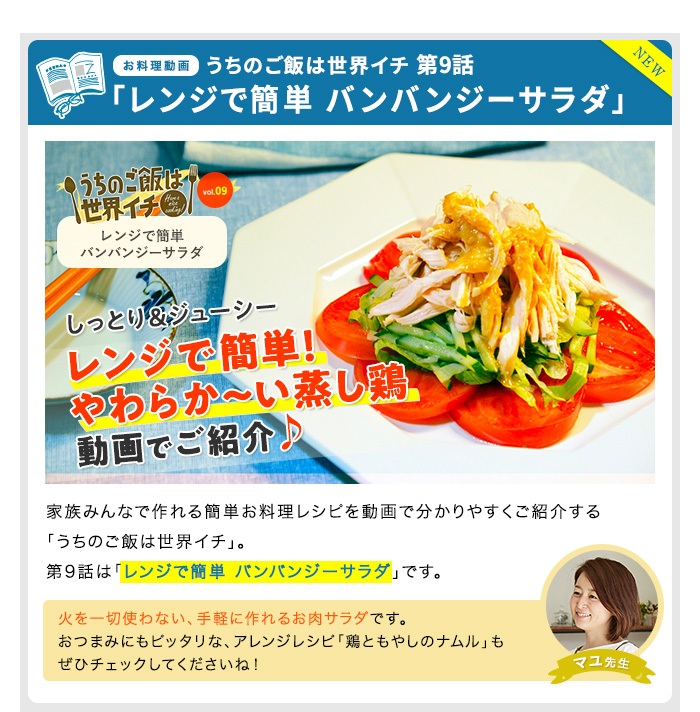 お料理動画 うちのご飯は世界イチ 第9話
NEW
「レンジで簡単 バンバンジーサラダ」
うちのご飯は
世界イチ
vol.09
レンジで簡単
バンバンジーサラダ
しっとり&ジューシー
レンジで簡単!
やわらか〜い蒸し鶏
動画でご紹介♪
家族みんなで作れる簡単お料理レシピを動画で分かりやすくご紹介する
「うちのご飯は世界イチ」。
第9話は「レンジで簡単 バンバンジーサラダ」です。
火を一切使わない、手軽に作れるお肉サラダです。
おつまみにもピッタリな、アレンジレシピ「鶏ともやしのナムル」も
ぜひチェックしてくださいね!
マユ先生